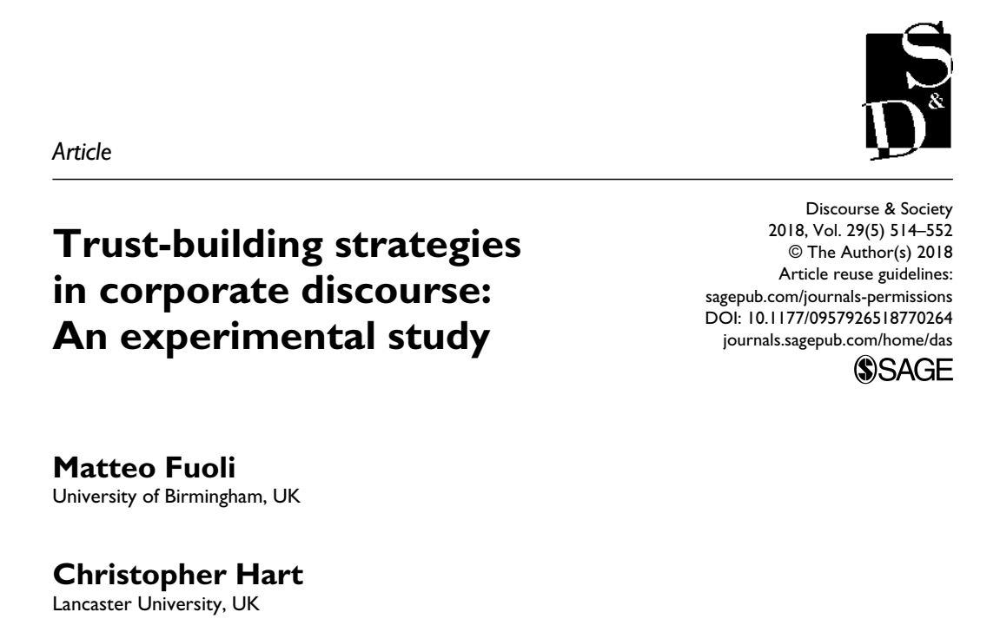 S
&
D
Article
Discourse & Society
2018, Vol. 29(5) 514–552
© The Author(s) 2018
Article reuse guidelines:
sagepub.com/journals-permissions
DOI: 10.1177/0957926518770264
journals.sagepub.com/home/das
SAGE
Trust-building strategies
in corporate discourse:
An experimental study
Matteo Fuoli
University of Birmingham, UK
Christopher Hart
Lancaster University, UK